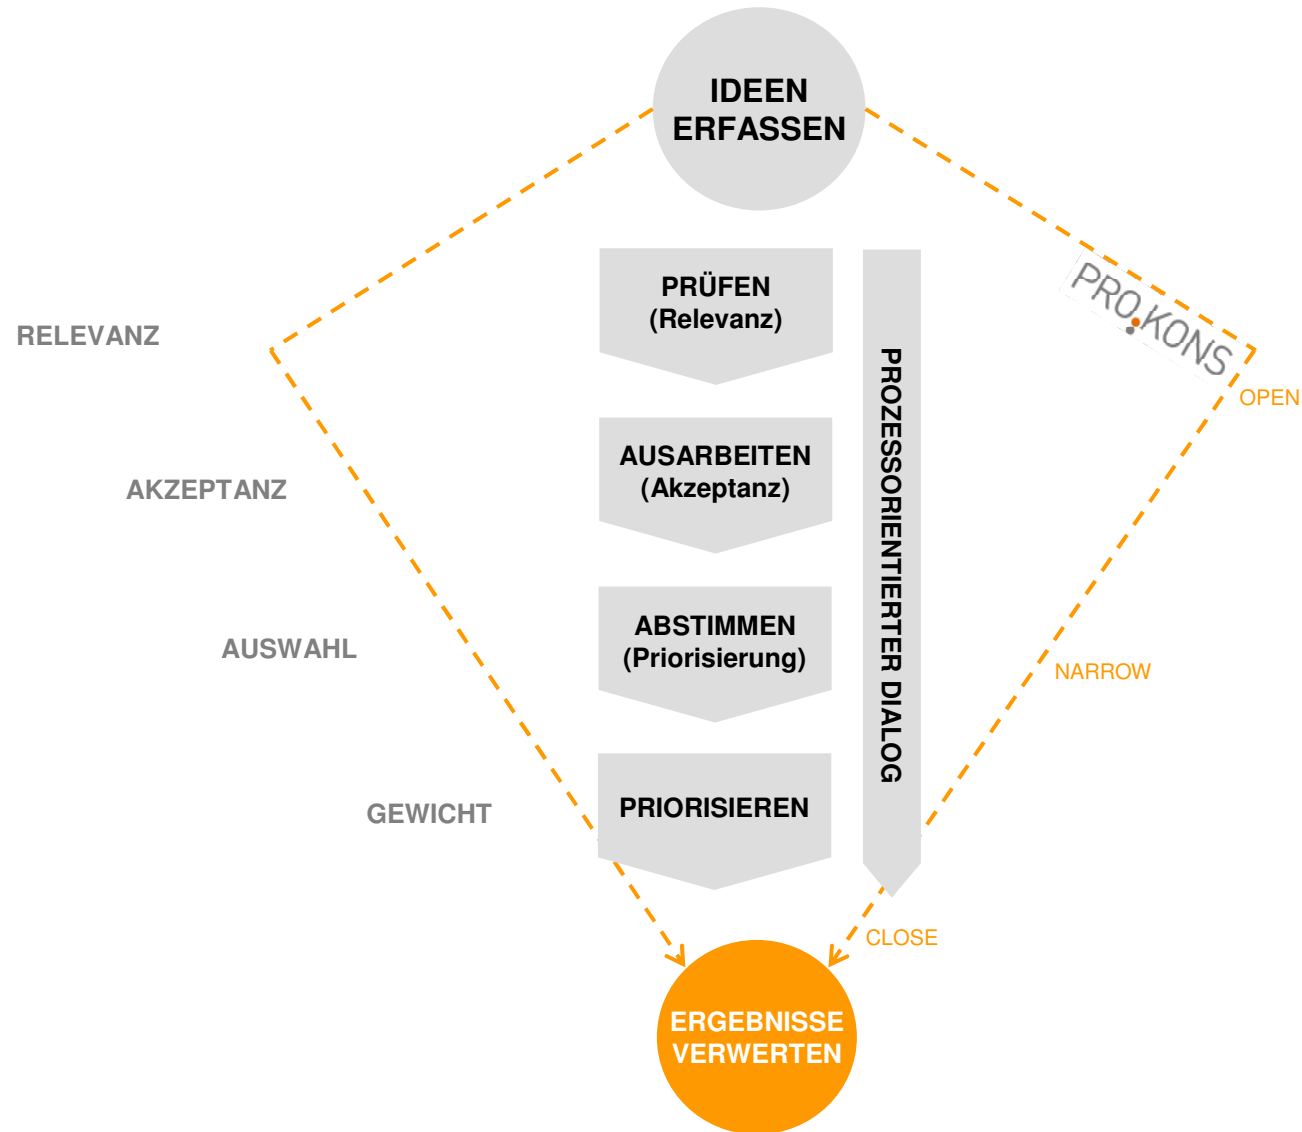 IDEEN
ERFASSEN
PRÜFEN
(Relevanz)
RELEVANZ
PRO.KONS
OPEN
PROZESSORIENTIERTER DIALOG
AUSARBEITEN
(Akzeptanz)
AKZEPTANZ
ABSTIMMEN
(Priorisierung)
AUSWAHL
NARROW
PRIORISIEREN
GEWICHT
CLOSE
ERGEBNISSE
VERWERTEN